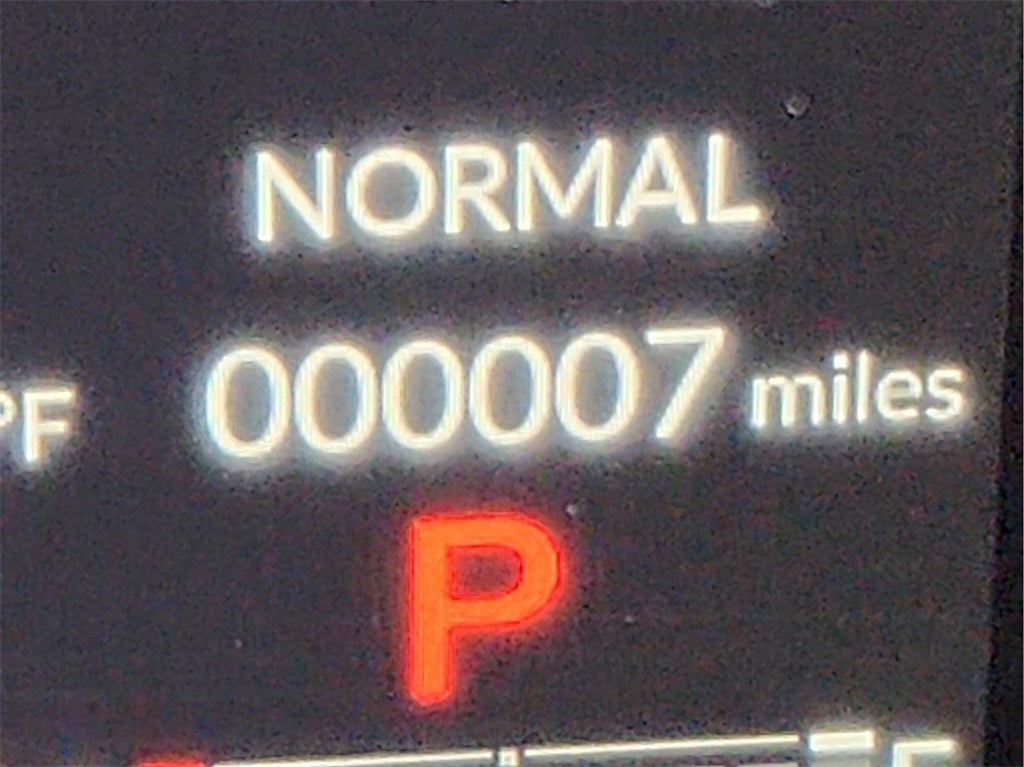 NORMAL
°F 000007 miles
P